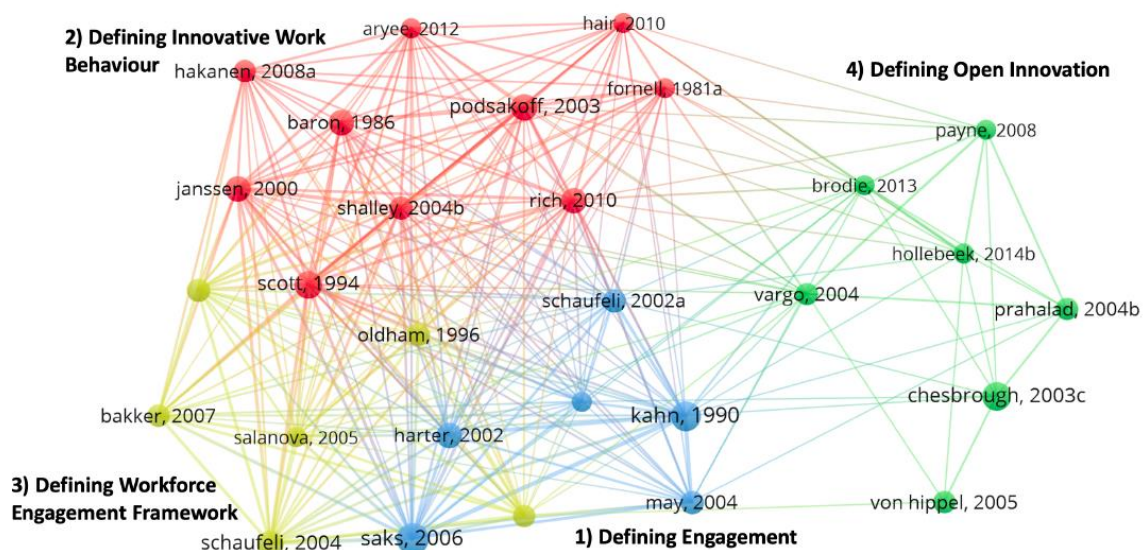 aryee, 2012
hair, 2010
2) Defining Innovative Work
Behaviour
hakanen, 2008a
fornell, 1981a
4) Defining Open Innovation
podsakoff, 2003
baron, 1986
payne, 2008
janssen, 2000
shalley, 2004b
rich, 2010
brodie, 2013
hollebeek, 2014b
scott, 1994
schaufeli, 2002a
vargo, 2004
prahalad, 2004b
oldham, 1996
chesbrough, 2003c
bakker, 2007
salanova, 2005
harter, 2002
kahn, 1990
3) Defining Workforce
Engagement Framework
may, 2004
von hippel, 2005
schaufeli, 2004
saks, 2006
1) Defining Engagement